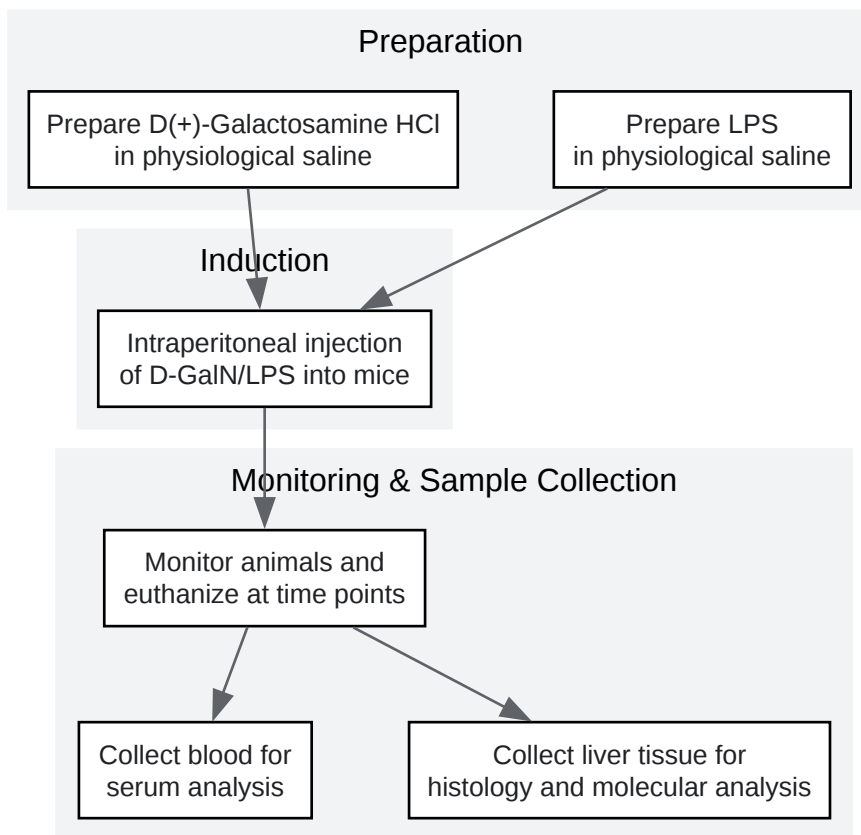 Preparation
Prepare D(+)-Galactosamine HCl
in physiological saline
Prepare LPS
in physiological saline
Induction
Intraperitoneal injection
of D-GalN/LPS into mice
Monitoring & Sample Collection
Monitor animals and
euthanize at time points
Collect blood for
serum analysis
Collect liver tissue for
histology and molecular analysis